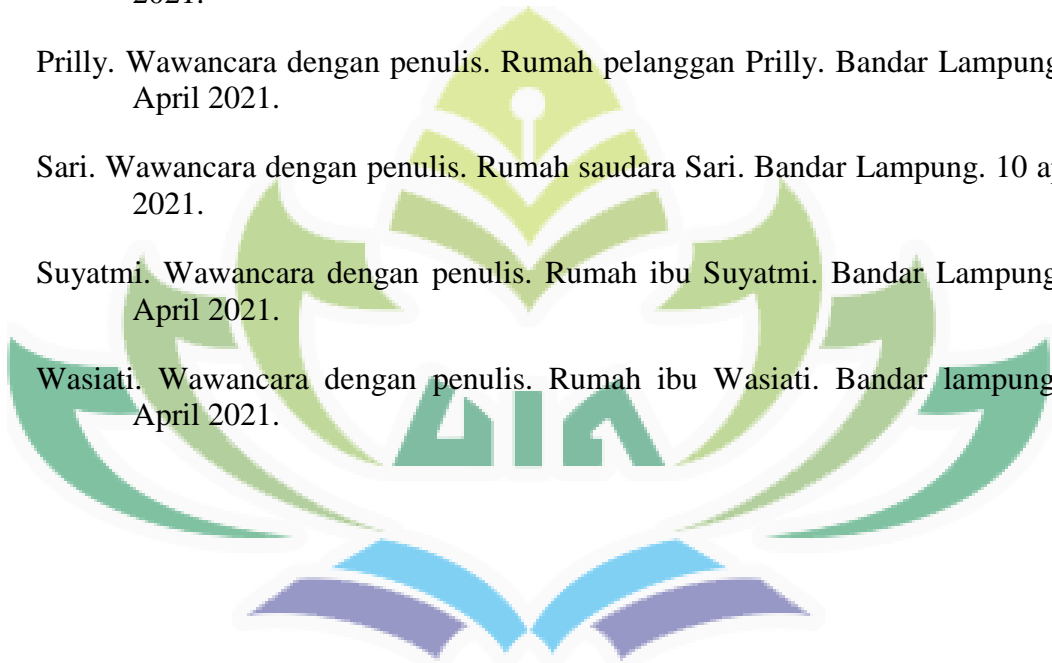 2021.
Prilly. Wawancara dengan penulis. Rumah pelanggan Prilly. Bandar Lampung
April 2021.
Sari. Wawancara dengan penulis. Rumah saudara Sari. Bandar Lampung. 10
2021.
Suyatmi. Wawancara dengan penulis. Rumah ibu Suyatmi. Bandar Lampung
April 2021.
Wasiati. Wawancara dengan penulis. Rumah ibu Wasiati. Bandar lampung
April 2021.
UIN